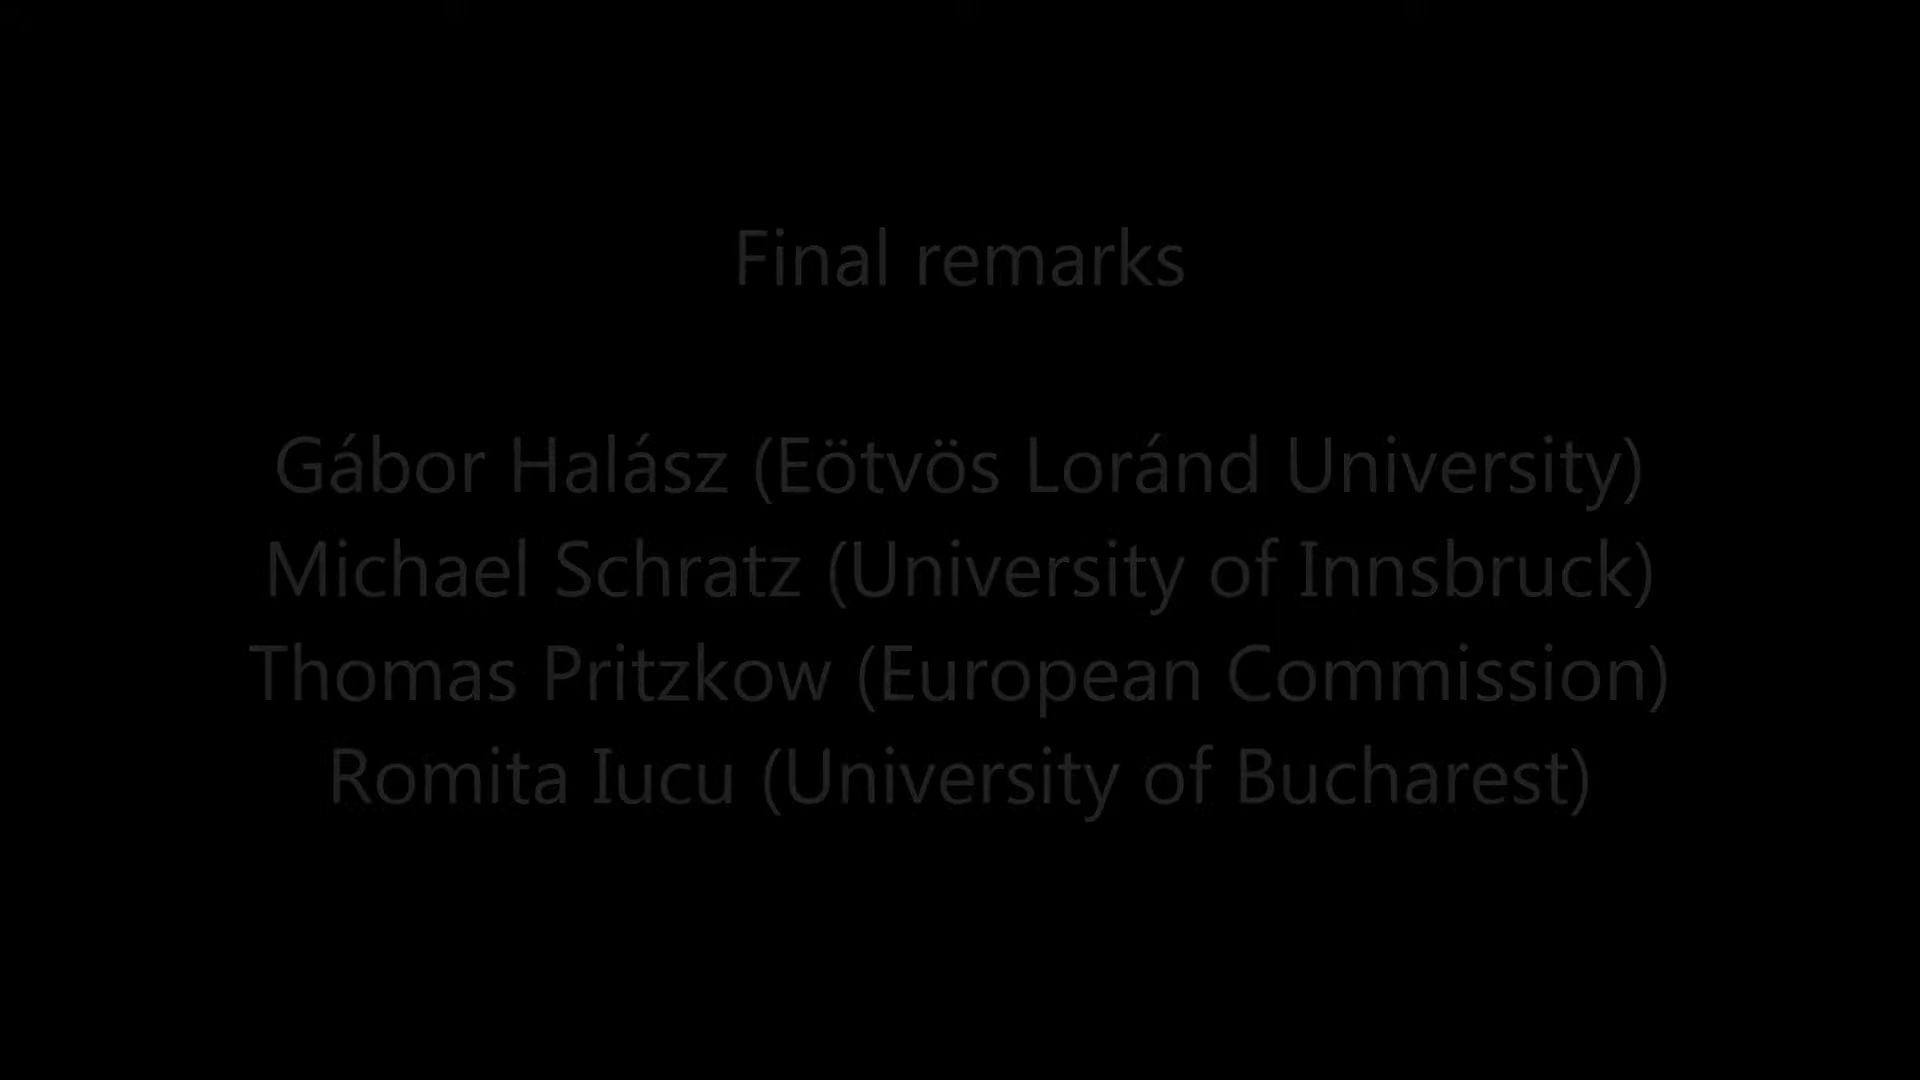 Final remarks
Gábor Halász (Eötvös Loránd University)
Michael Schratz (University of Innsbruck)
Thomas Pritzkow (European Commission)
Romita Iucu (University of Bucharest)